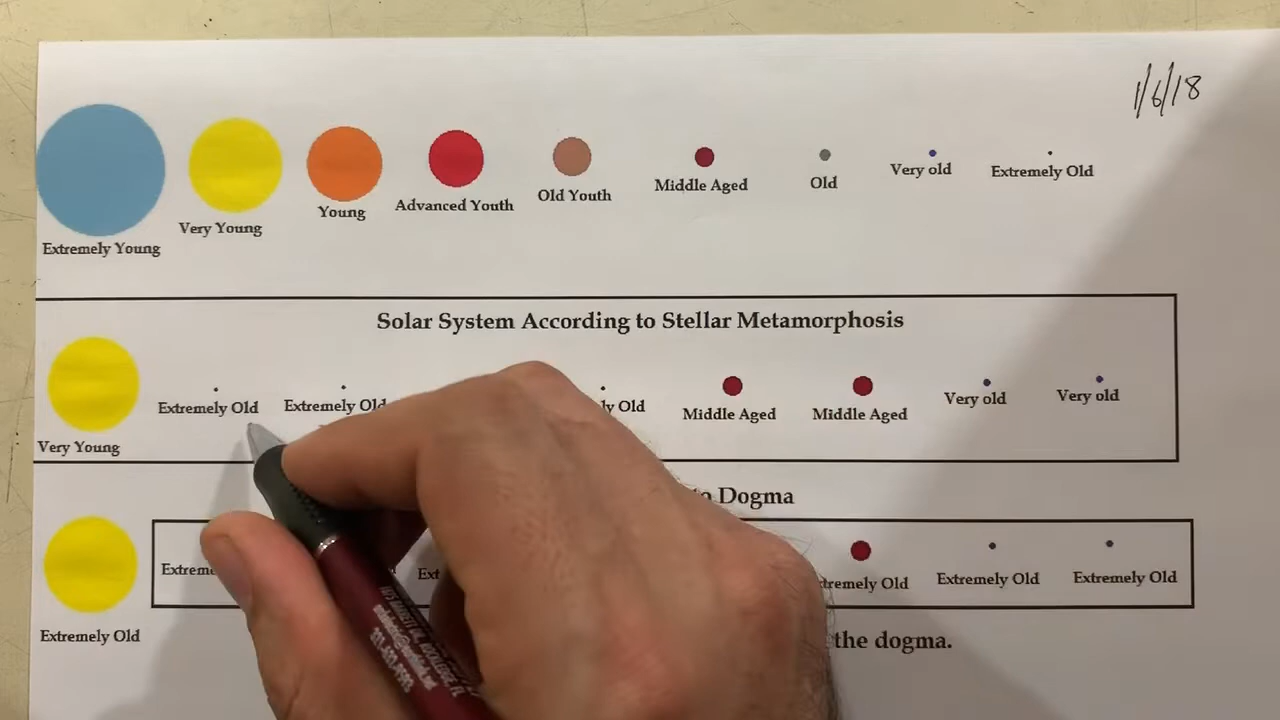 1/6/18
Extremely Young
Very Young
Young
Advanced Youth
Old Youth
Middle Aged
Old
Very old
Extremely Old
Solar System According to Stellar Metamorphosis
Very Young
Extremely Old
Extremely Old
Old
Middle Aged
Middle Aged
Very old
Very old
Dogma
Extremely Old
Old
Extremely Old
Extremely Old
the dogma.